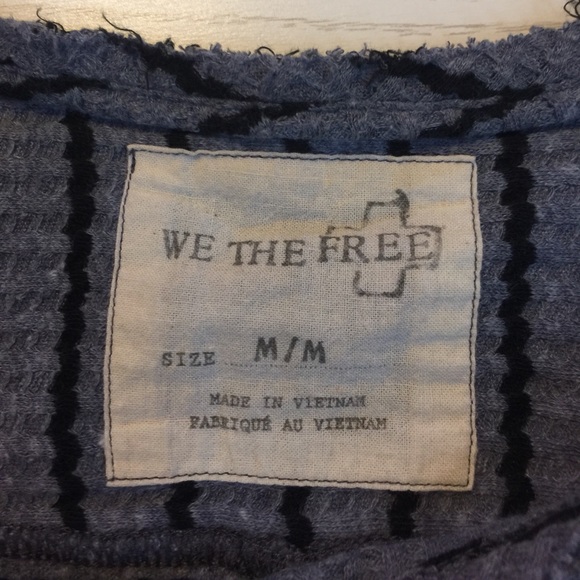 WE THE FREE
SIZE M/M
MADE IN VIETNAM
FABRIQUÉ AU VIETNAM